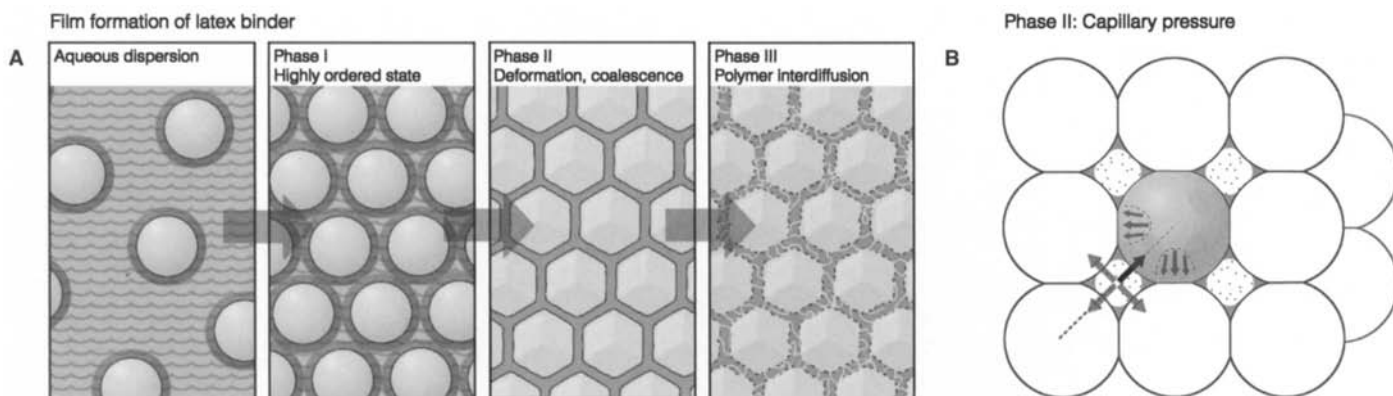 Film formation of latex binder
A
Aqueous dispersion
Phase I
Highly ordered state
Phase II
Deformation, coalescence
Phase III
Polymer interdiffusion
Phase II: Capillary pressure
B